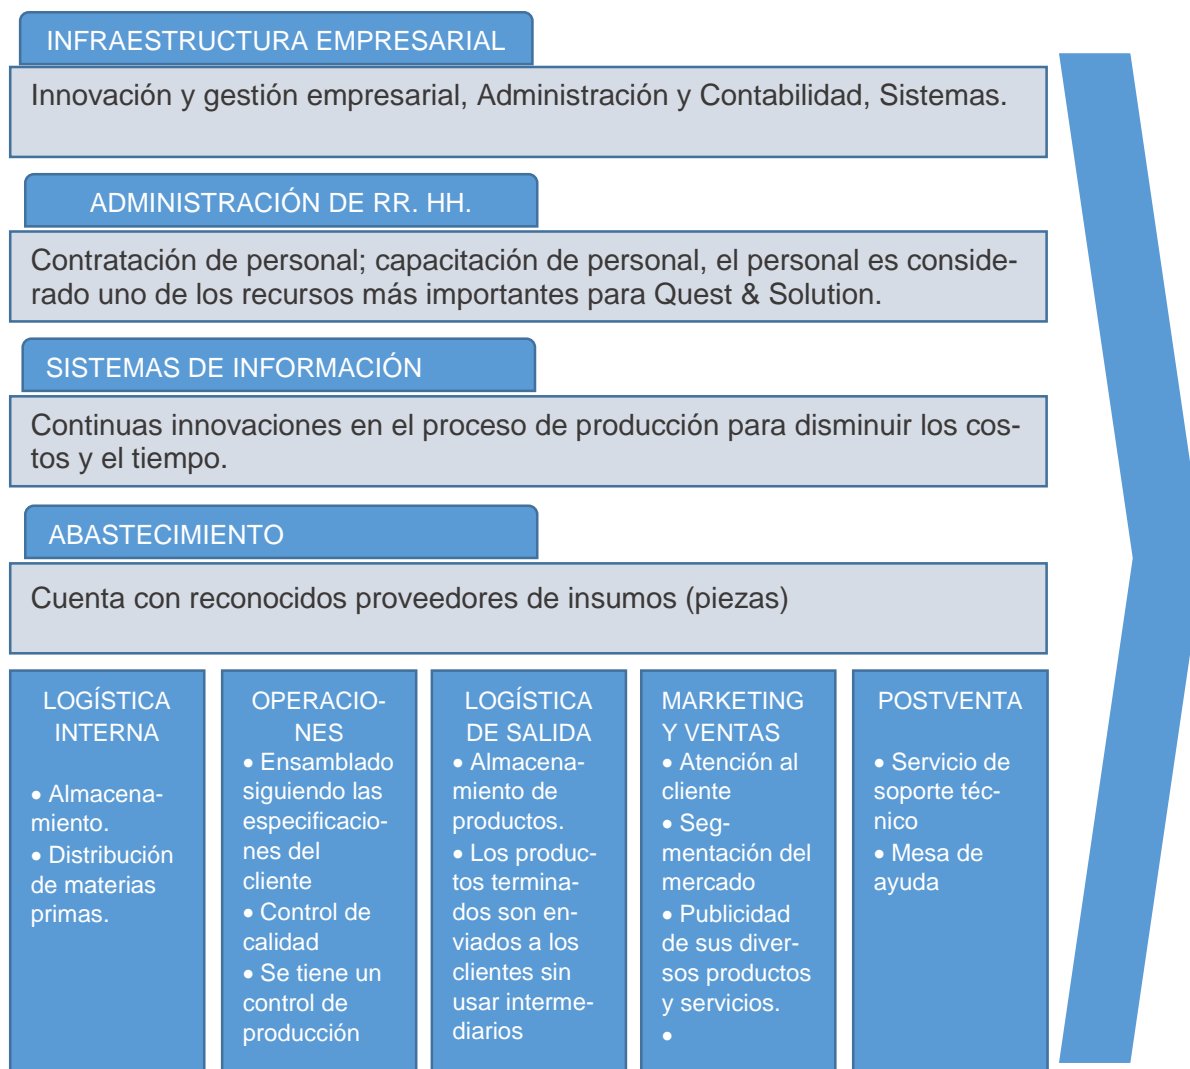 INFRAESTRUCTURA EMPRESARIAL
Innovación y gestión empresarial, Administración y Contabilidad, Sistemas.
ADMINISTRACIÓN DE RR. HH.
Contratación de personal; capacitación de personal, el personal es conside-
rado uno de los recursos más importantes para Quest & Solution.
SISTEMAS DE INFORMACIÓN
Continuas innovaciones en el proceso de producción para disminuir los cos-
tos y el tiempo.
ABASTECIMIENTO
Cuenta con reconocidos proveedores de insumos (piezas)
LOGÍSTICA
INTERNA
• Almacena-
miento.
• Distribución
de materias
primas.
OPERACIO-
NES
• Ensamblado
siguiendo las
especificacio-
nes del
cliente
• Control de
calidad
• Se tiene un
control de
producción
LOGÍSTICA
DE SALIDA
• Almacena-
miento de
productos.
• Los produc-
tos termina-
dos son en-
viados a los
clientes sin
usar interme-
diarios
MARKETING
Y VENTAS
• Atención al
cliente
• Seg-
mentación del
mercado
• Publicidad
de sus diver-
sos productos
y servicios.
•
POSTVENTA
• Servicio de
soporte téc-
nico
• Mesa de
ayuda